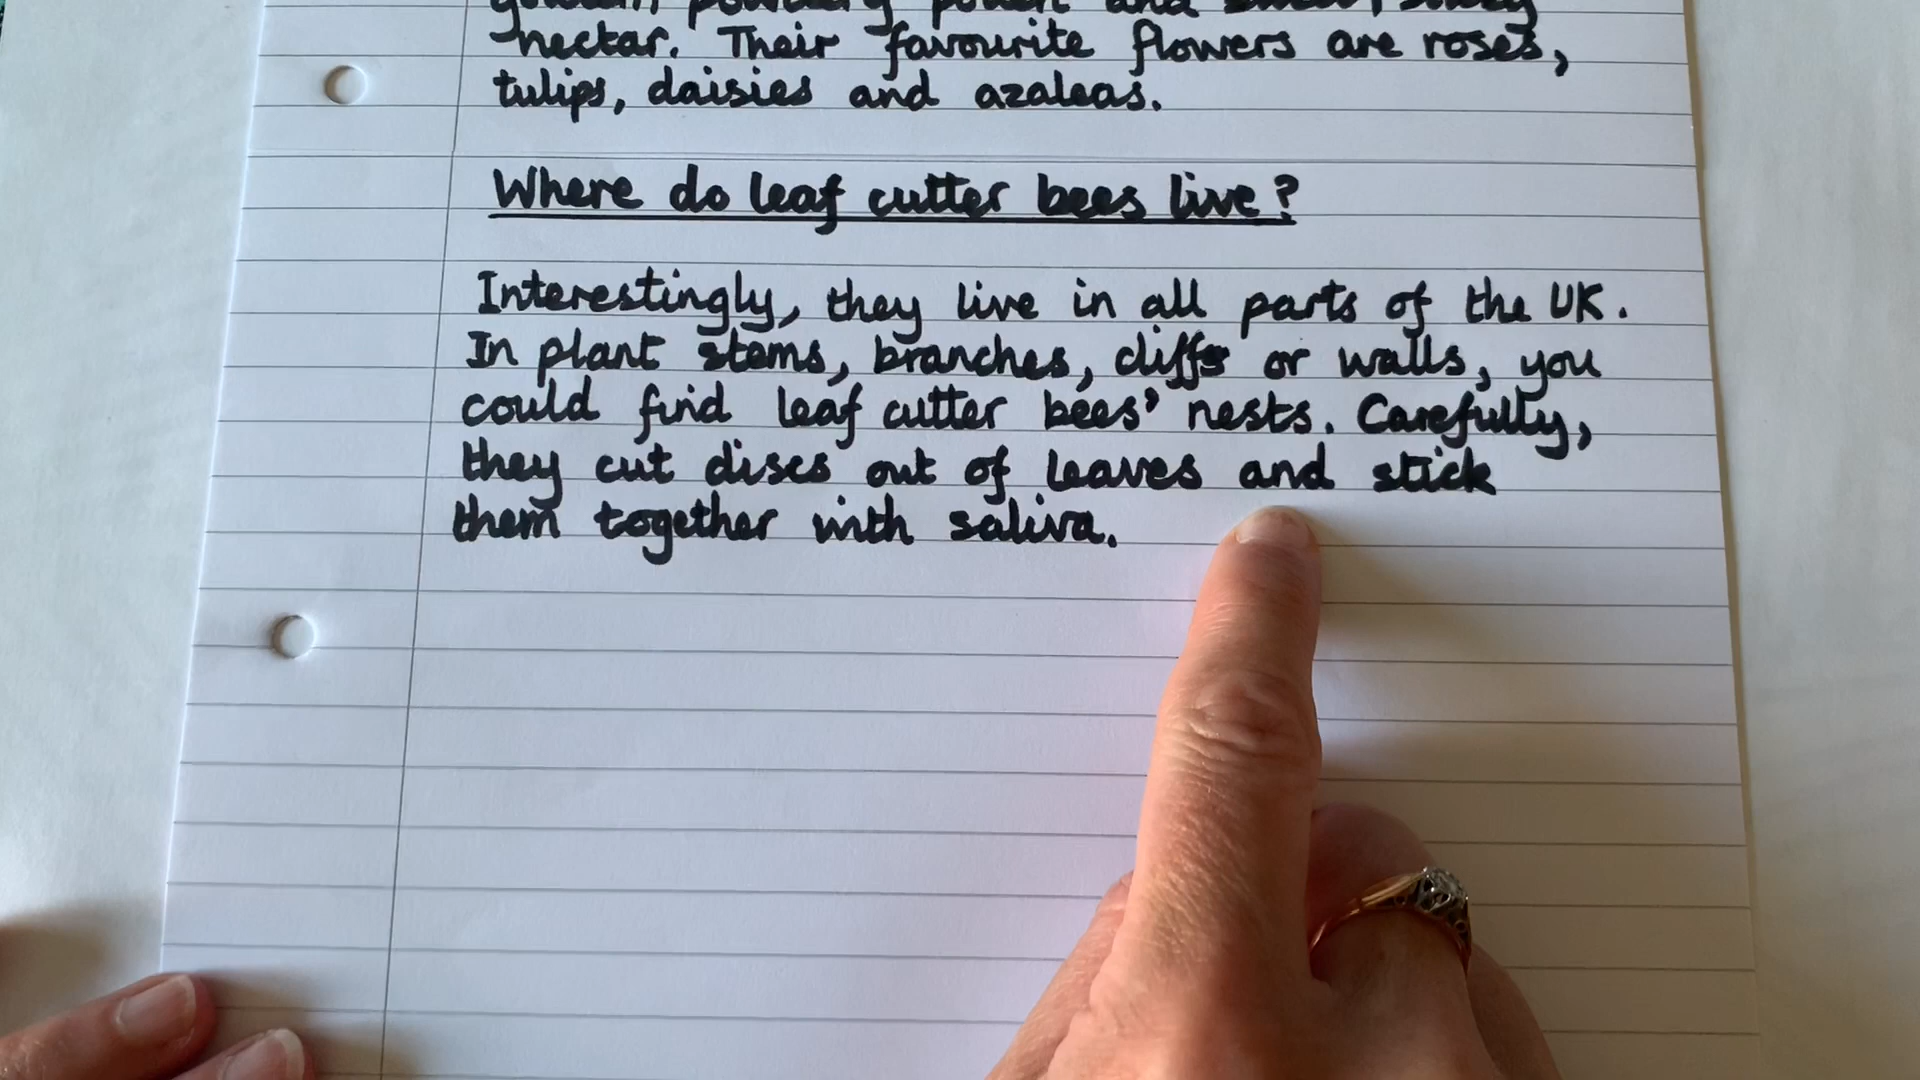 powdery and
nectar. Their favourite flowers are roses,
tulips, daisies and azaleas.
Where do leaf cutter bees live?
Interestingly, they live in all parts of the UK.
In plant stems, branches, cliffs or walls, you
could find leaf cutter bees' nests. Carefully,
they cut discs out of leaves and stick
them together with saliva.